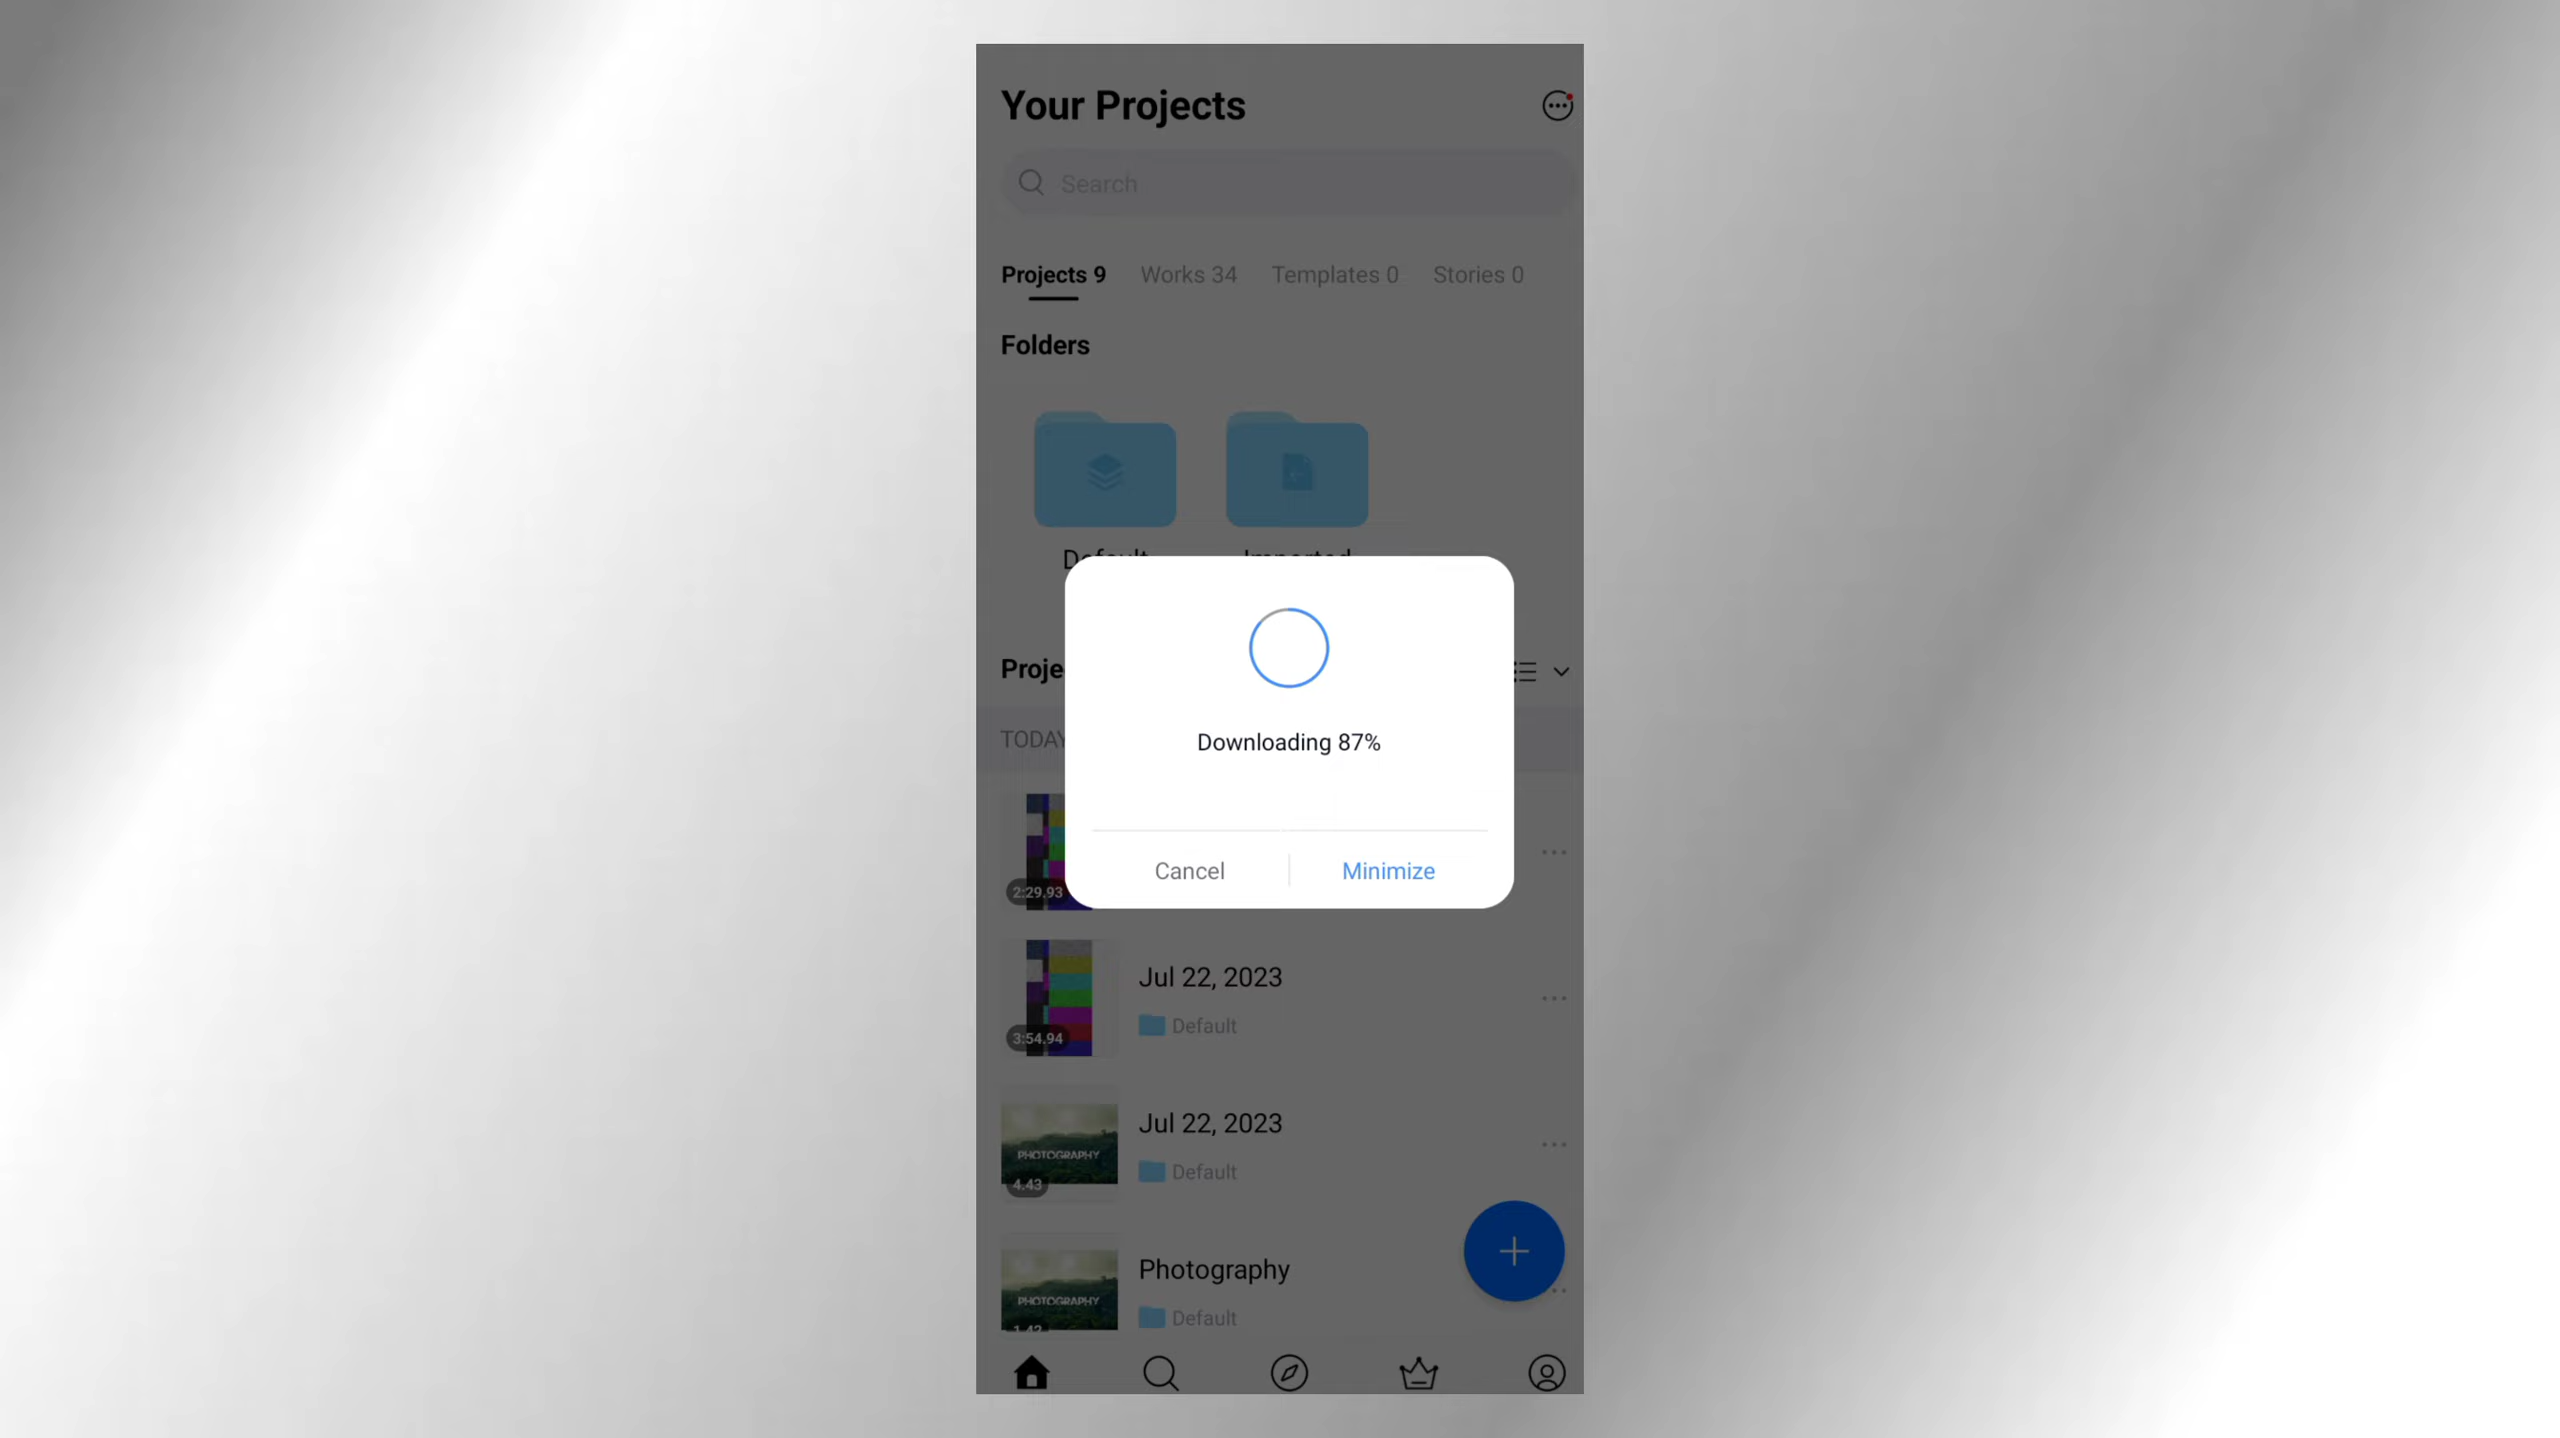 Your Projects
Search
Projects 9 Works 34 Templates 0 Stories 0
Folders
Default Imported
Proje
TODAY
Downloading 87%
2:29.93
Cancel Minimize
Jul 22, 2023
Default
3:54.94
Jul 22, 2023
Default
PHOTOGRAPHY
4.43
Photography
Default
PHOTOGRAPHY